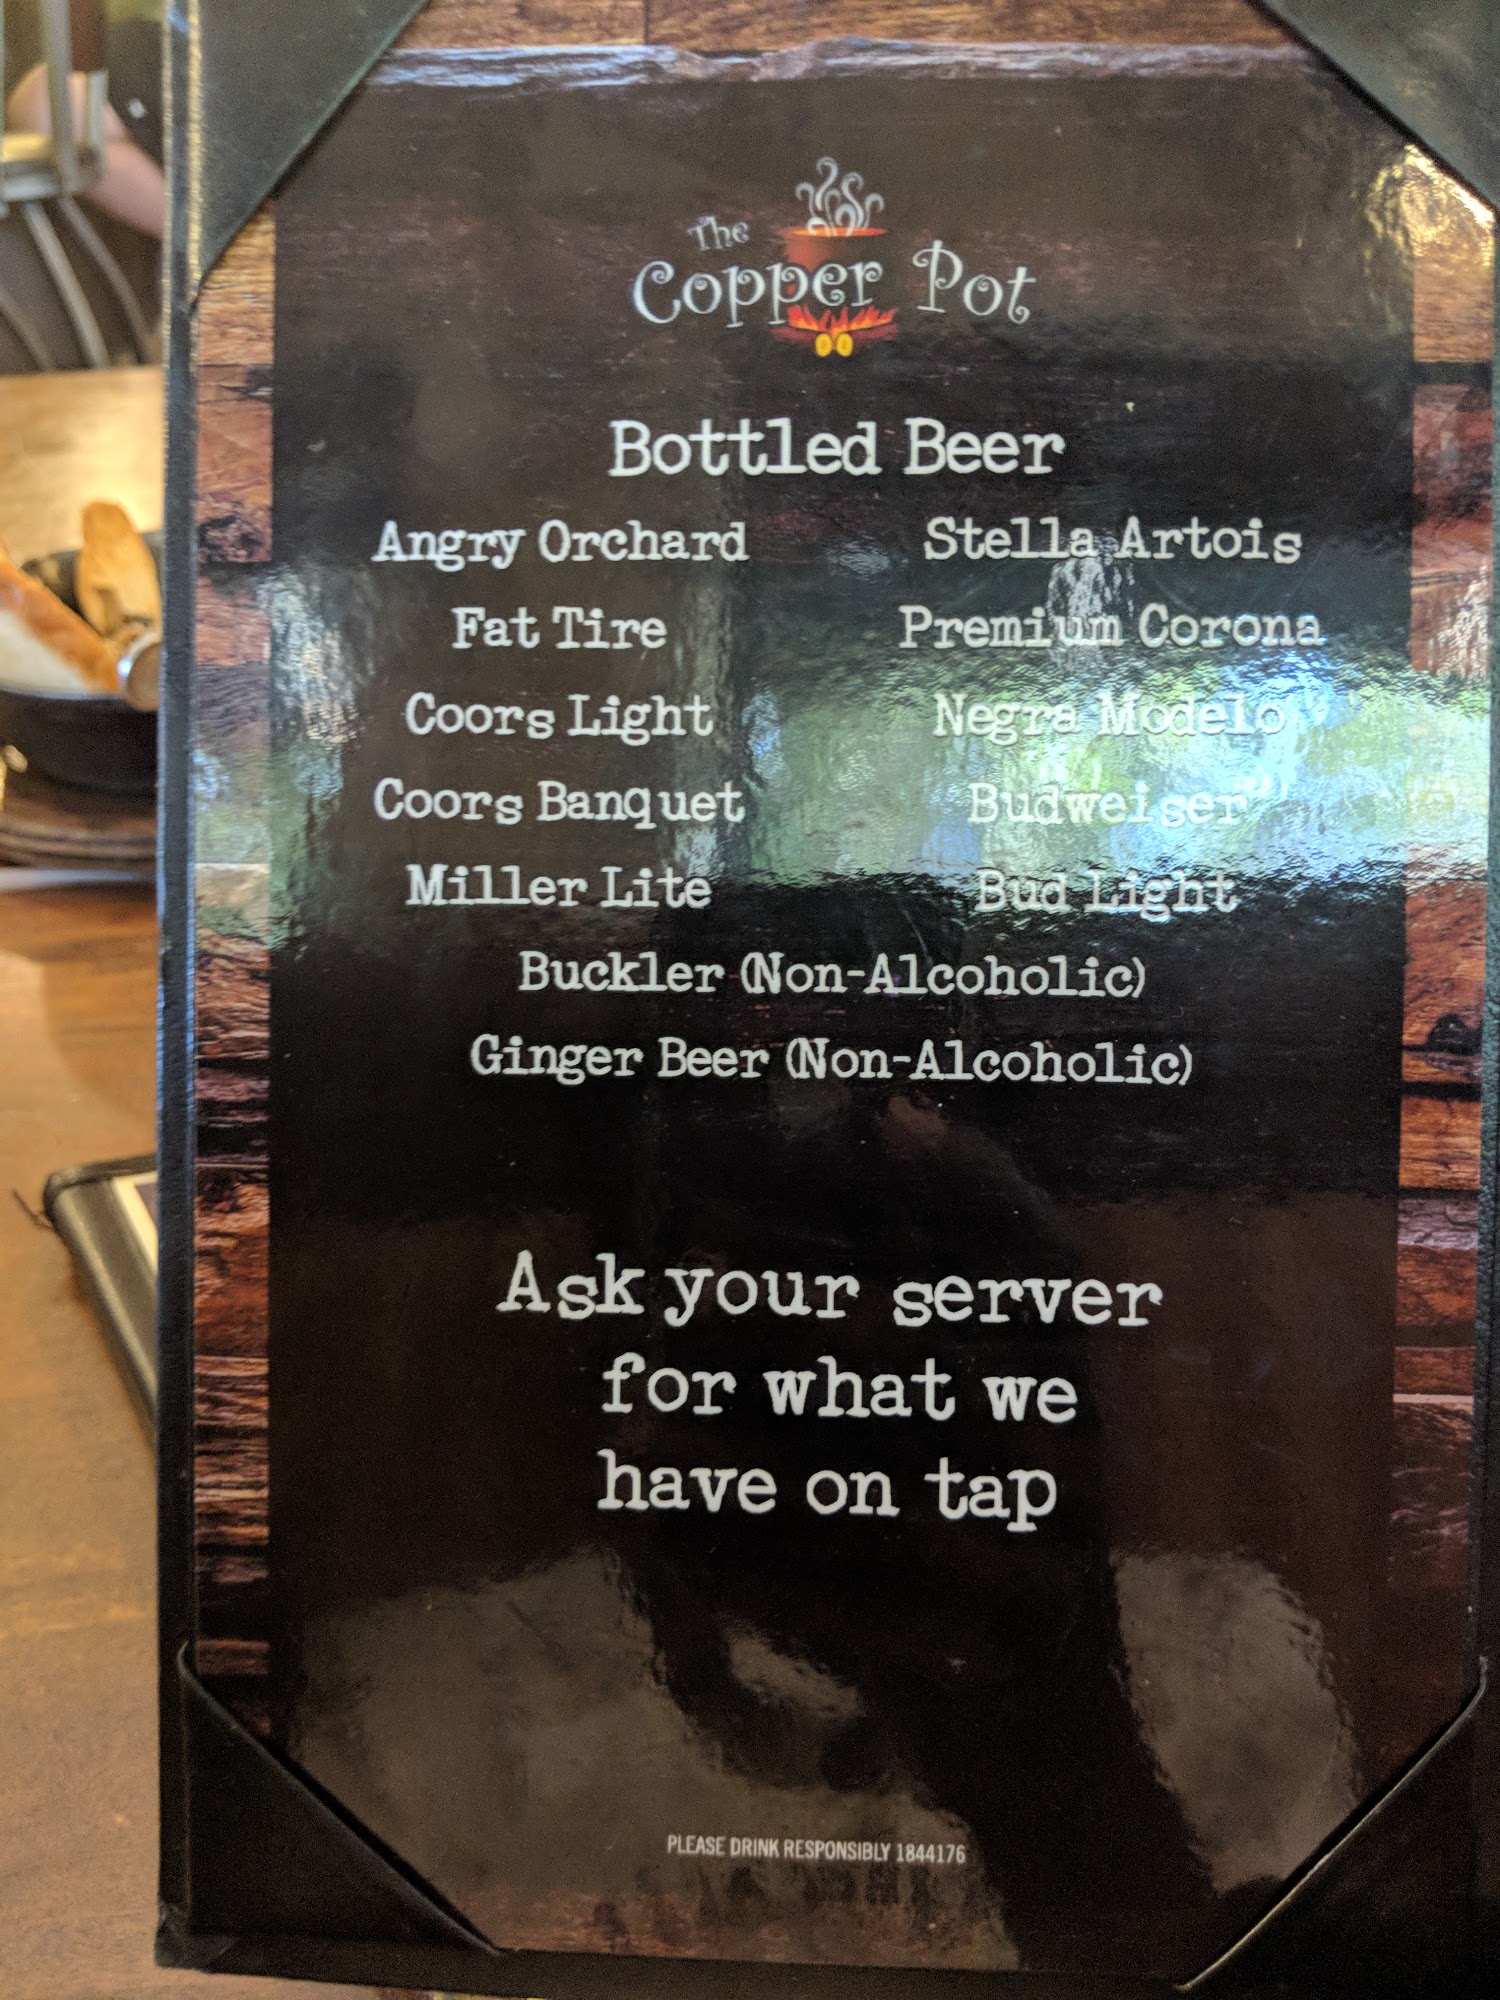 The
Copper Pot
Bottled Beer
Angry Orchard
Stella Artois
Fat Tire
Premium Corona
Coors Light
Negra Modelo
Coors Banquet
Budweiser
Miller Lite
Bud Light
Buckler (Non-Alcoholic)
Ginger Beer (Non-Alcoholic)
Ask your server
for what we
have on tap
PLEASE DRINK RESPONSIBLY 1844176